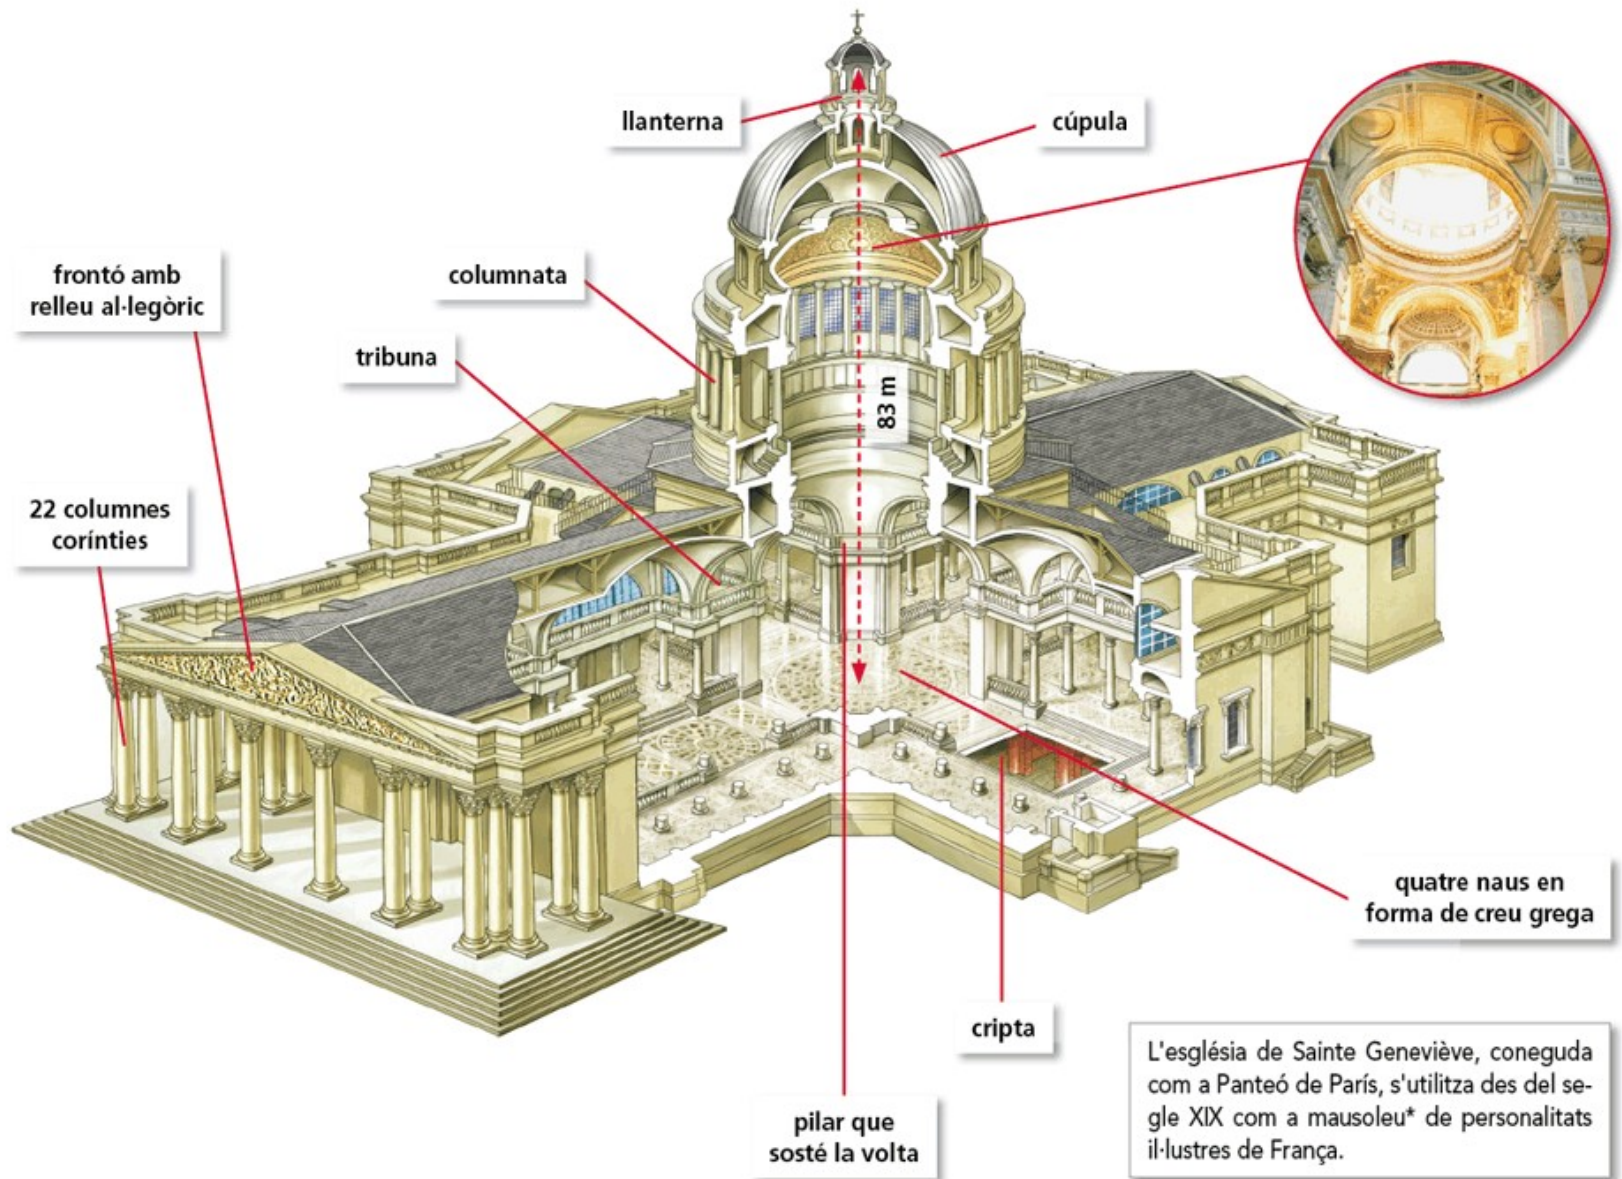 llanterna
cúpula
frontó amb
relleu al·legòric
columnata
tribuna
83 m
22 columnes
corínties
quatre naus en
forma de creu grega
cripta
pilar que
sosté la volta
L'església de Sainte Geneviève, coneguda
com a Panteó de París, s'utilitza des del se-
gle XIX com a mausoleu* de personalitats
il·lustres de França.